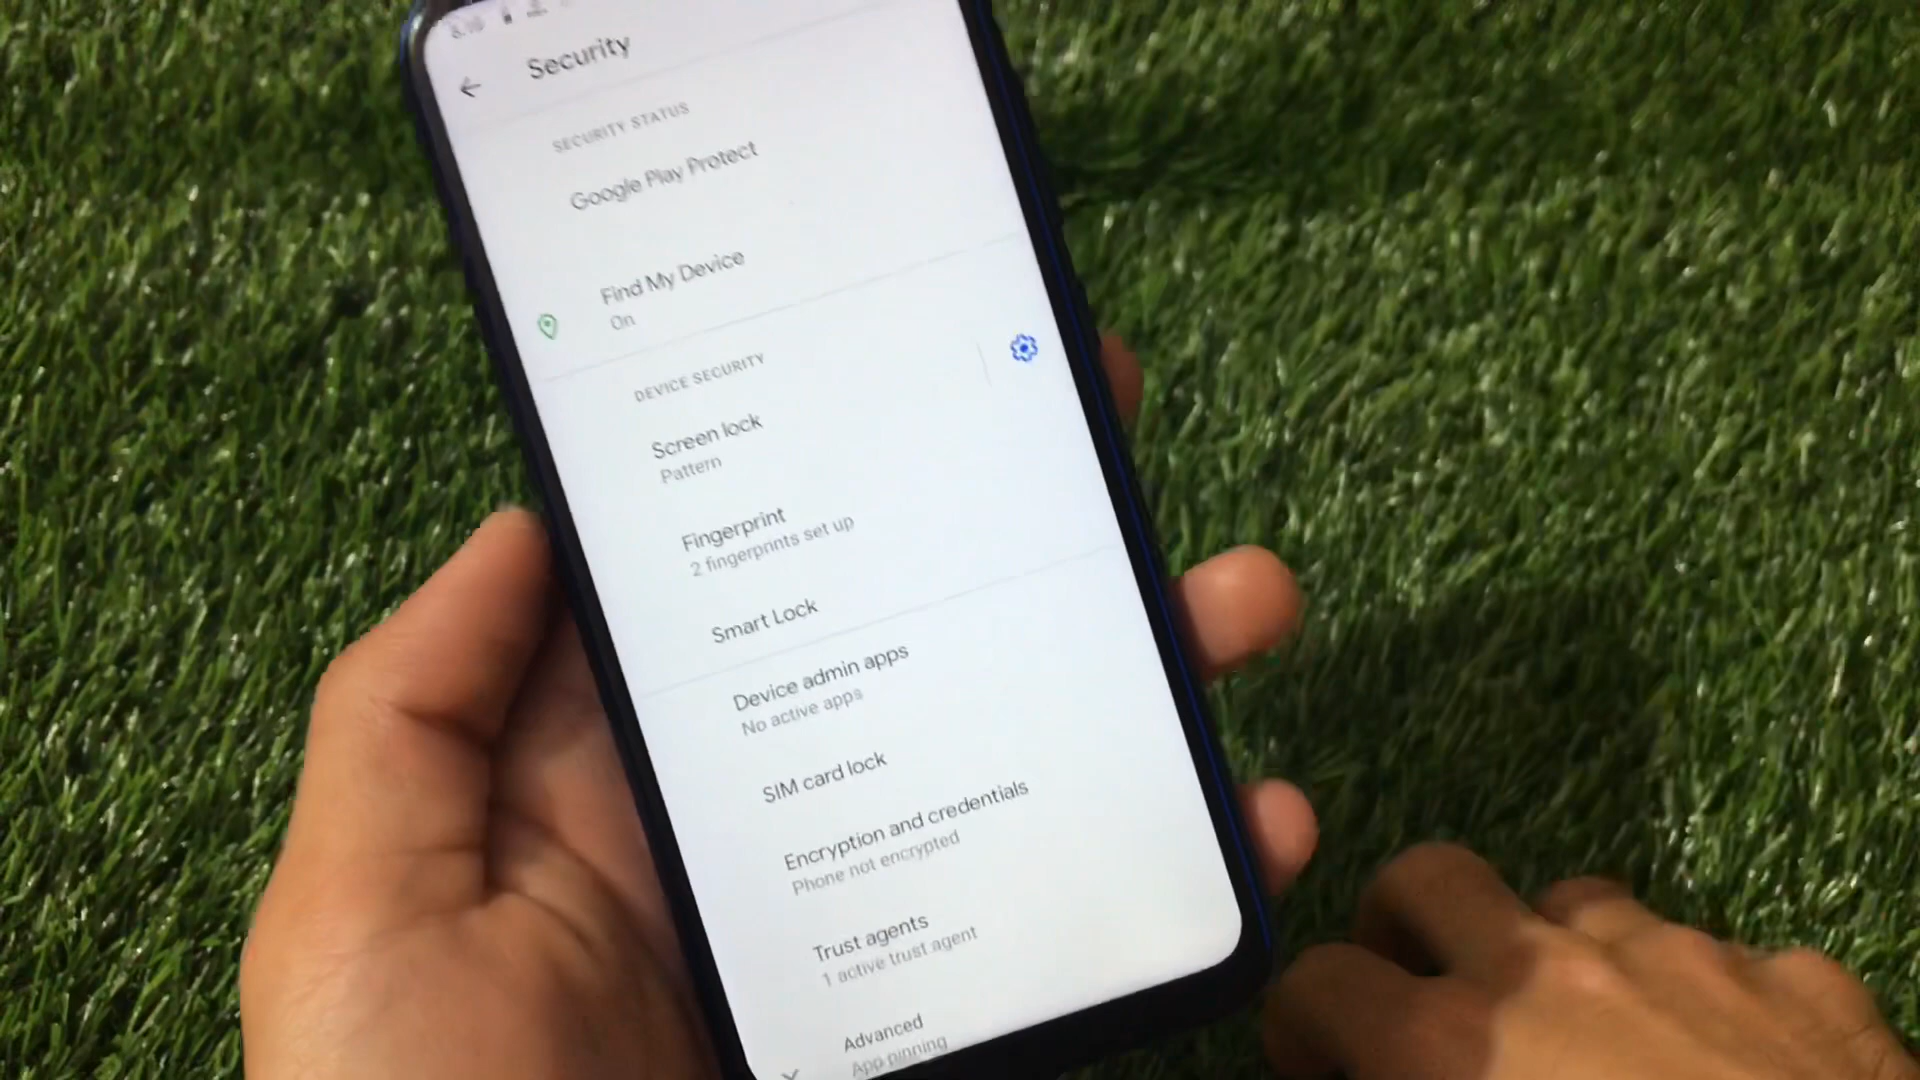 Security
SECURITY STATUS
Google Play Protect
Find My Device
On
DEVICE SECURITY
Screen lock
Pattern
Fingerprint
2 fingerprints set up
Smart Lock
Device admin apps
No active apps
SIM card lock
Encryption and credentials
Phone not encrypted
Trust agents
1 active trust agent
Advanced
App pinning